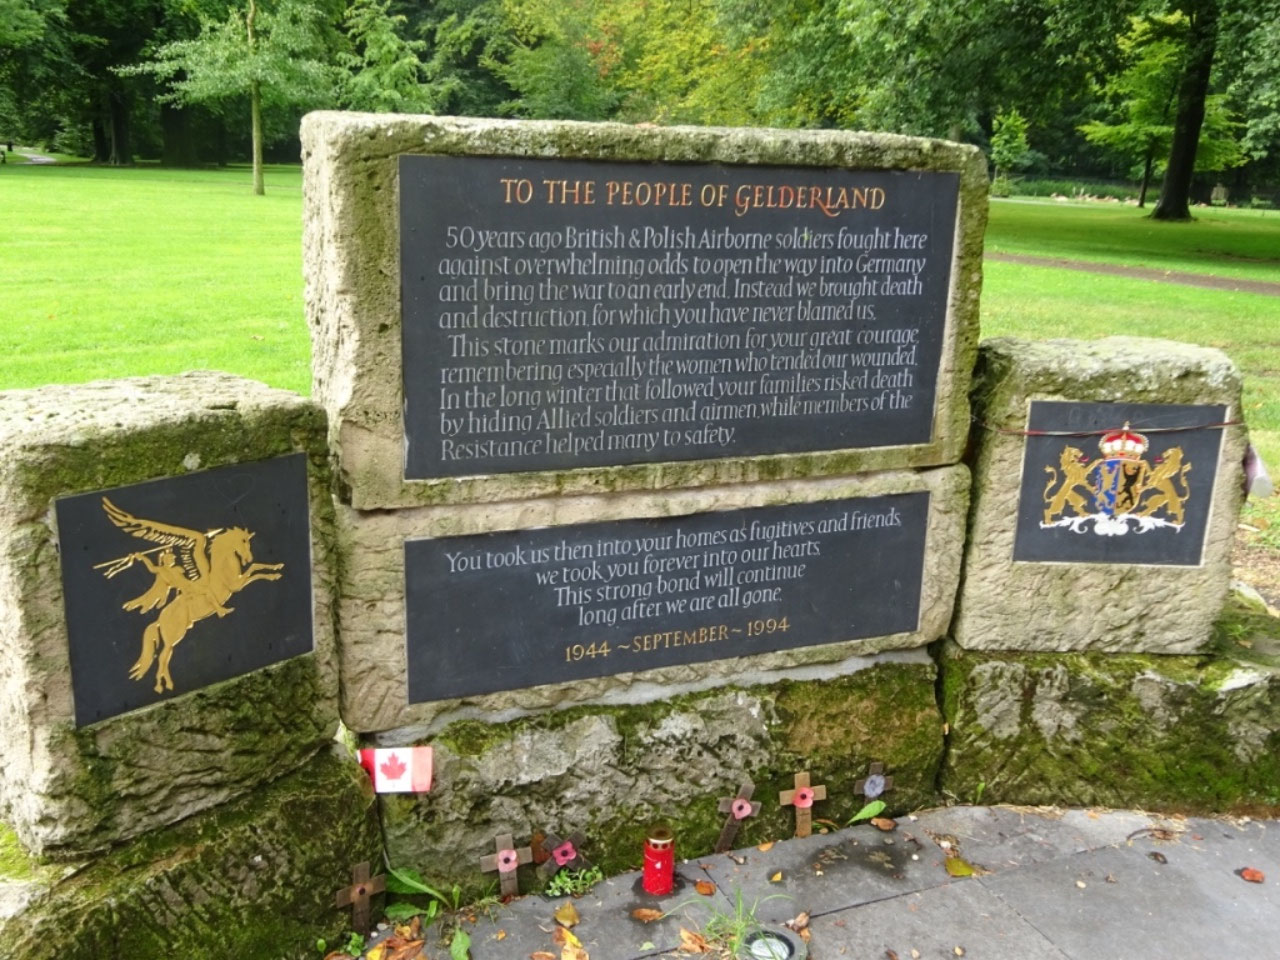 TO THE PEOPLE OF GELDERLAND
50 years ago British & Polish Airborne soldiers fought here
against overwhelming odds to open the way into Germany
and bring the war to an early end. Instead we brought death
and destruction, for which you have never blamed us.
This stone marks our admiration for your great courage,
remembering especially the women who tended our wounded.
In the long winter that followed your families risked death
by hiding Allied soldiers and airmen, while members of the
Resistance helped many to safety.
You took us then into your homes as fugitives and friends,
we took you forever into our hearts.
This strong bond will continue
long after we are all gone.
1944 ~ SEPTEMBER ~ 1994